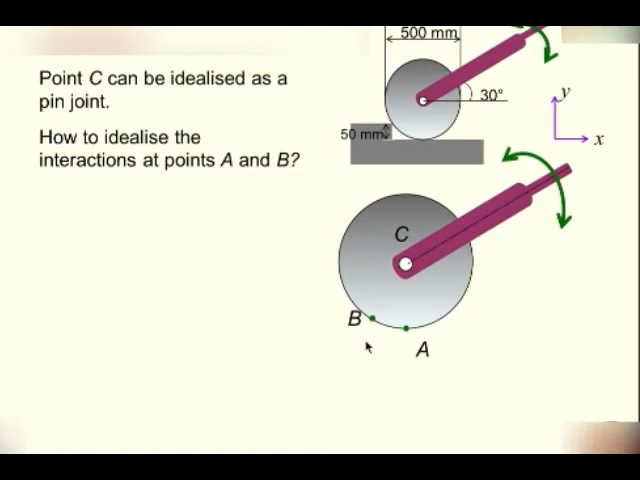 500 mm
Point C can be idealised as a
pin joint.
30°
y
x
50 mm
How to idealise the
interactions at points A and B?
C
B
A